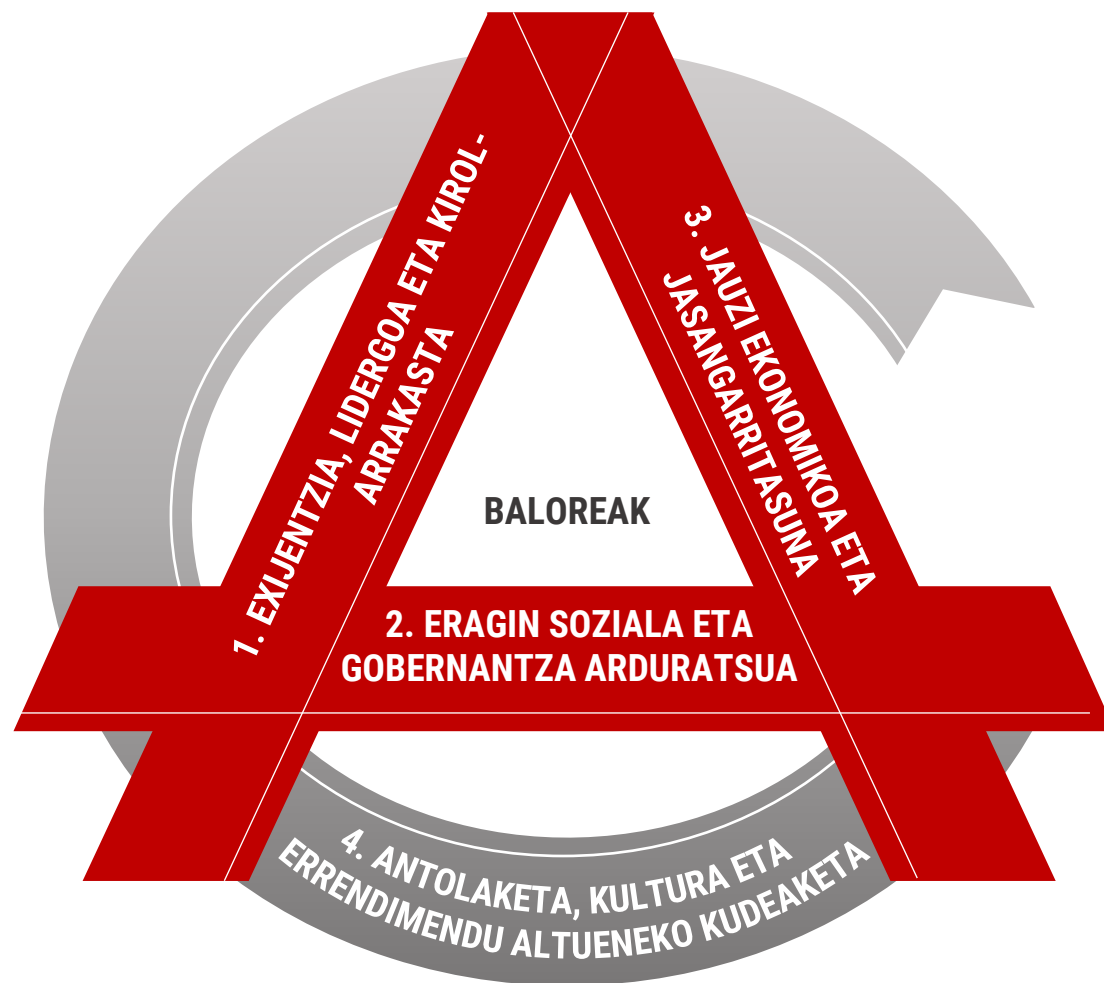 1. EXIJENTZIA, LIDERGOA ETA KIROL-
ARRAKASTA
3. JAUZI EKONOMIKOA ETA
JASANGARRITASUNA
BALOREAK
2. ERAGIN SOZIALA ETA
GOBERNANTZA ARDURATSUA
4. ANTOLAKETA, KULTURA ETA
ERRENDIMENDU ALTUENEKO KUDEAKETA